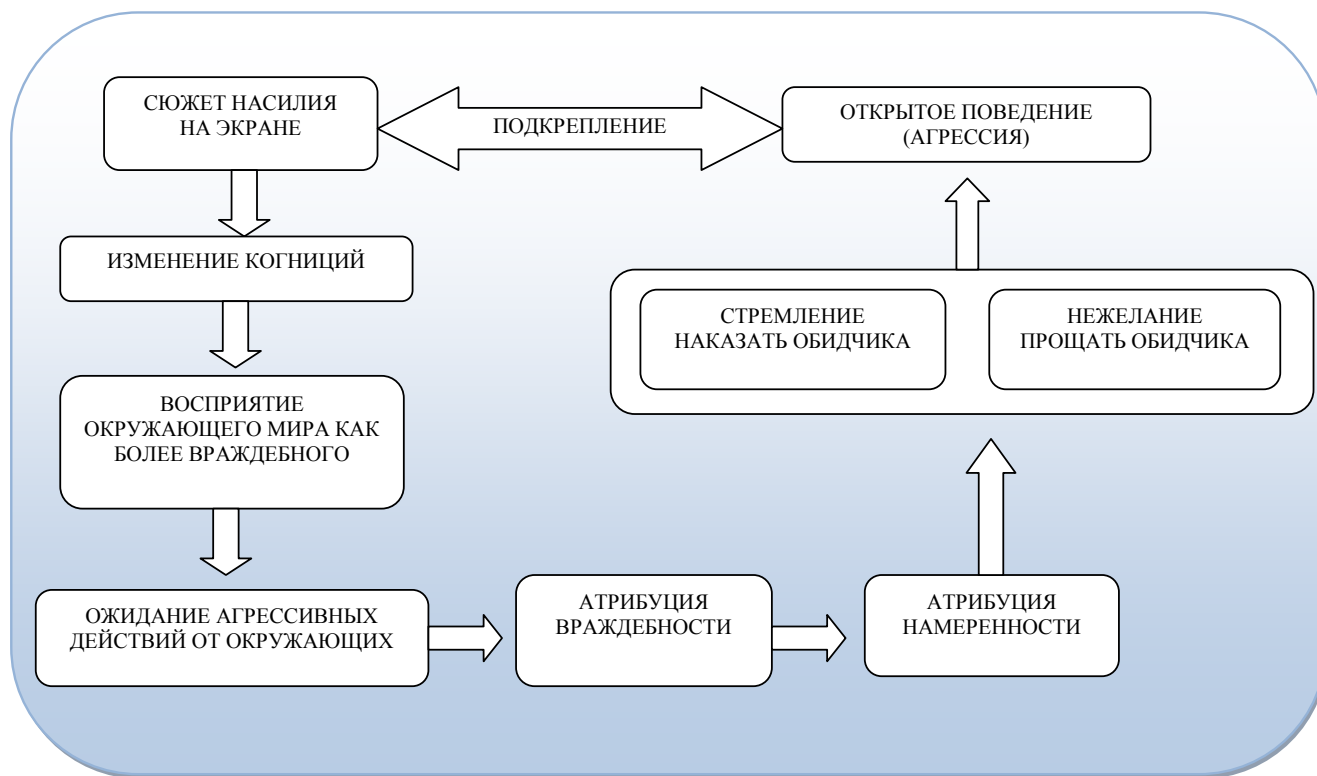 СЮЖЕТ НАСИЛИЯ
НА ЭКРАНЕ
ПОДКРЕПЛЕНИЕ
ОТКРЫТОЕ ПОВЕДЕНИЕ
(АГРЕССИЯ)
ИЗМЕНЕНИЕ КОГНИЦИЙ
СТРЕМЛЕНИЕ
НАКАЗАТЬ ОБИДЧИКА
НЕЖЕЛАНИЕ
ПРОЩАТЬ ОБИДЧИКА
ВОСПРИЯТИЕ
ОКРУЖАЮЩЕГО МИРА КАК
БОЛЕЕ ВРАЖДЕБНОГО
ОЖИДАНИЕ АГРЕССИВНЫХ
ДЕЙСТВИЙ ОТ ОКРУЖАЮЩИХ
АТРИБУЦИЯ
ВРАЖДЕБНОСТИ
АТРИБУЦИЯ
НАМЕРЕННОСТИ